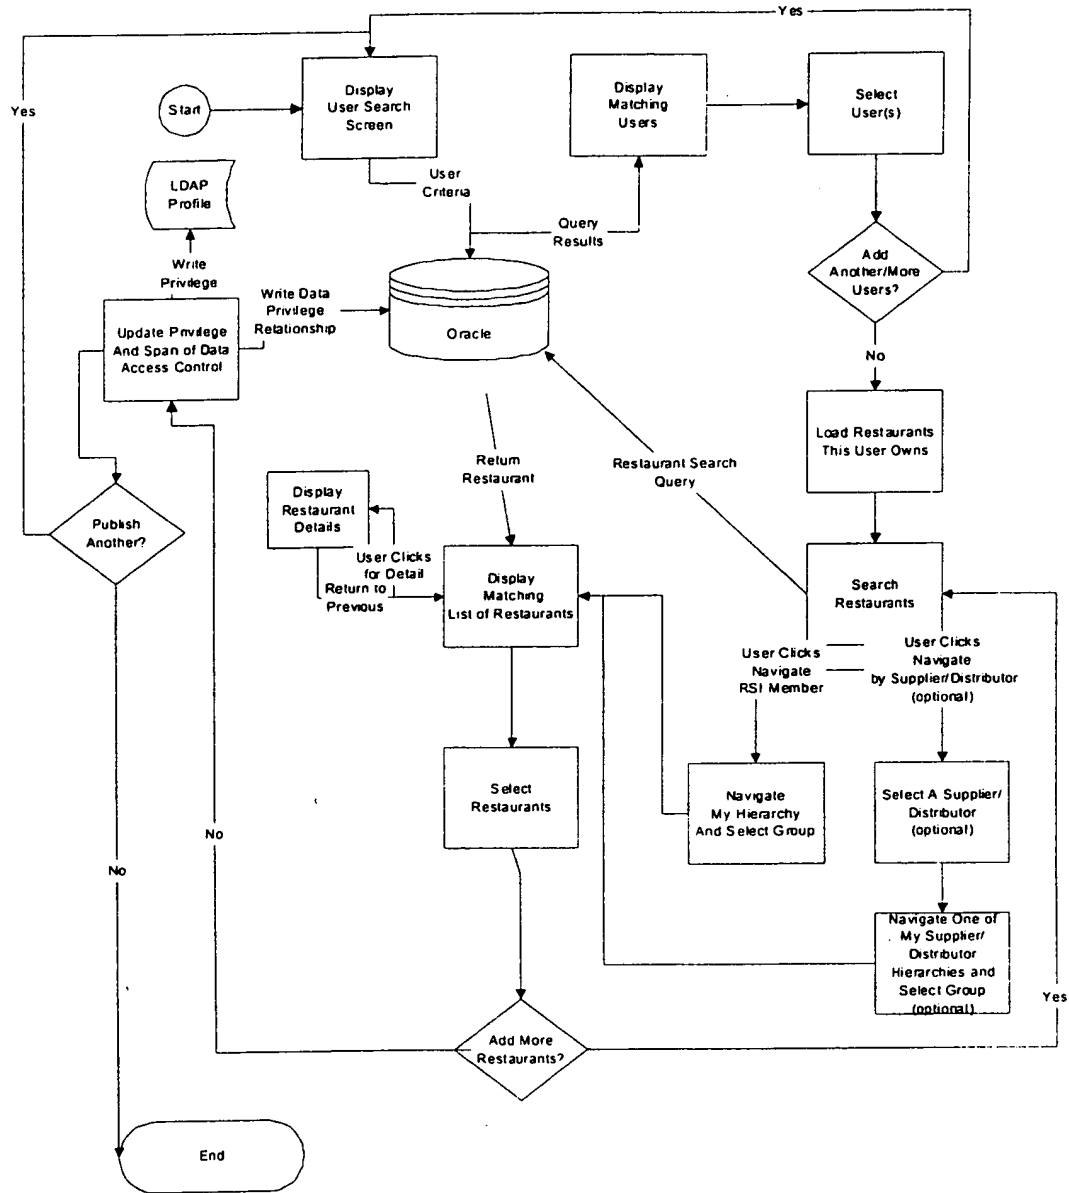 Yes
Yes
Start
Display
User Search
Screen
Display
Matching
Users
Select
User(s)
User
Criteria
LDAP
Profile
Query
Results
Write
Privilege
Add
Another/More
Users?
Write Data
Privilege
Relationship
Update Privilege
And Span of Data
Access Control
Oracle
No
Load Restaurants
This User Owns
Return
Restaurant
Restaurant Search
Query
Display
Restaurant
Details
Publish
Another?
User Clicks
for Detail
Return to
Previous
Display
Matching
List of Restaurants
Search
Restaurants
User Clicks
Navigate
RSI Member
User Clicks
Navigate
by Supplier/Distributor
(optional)
Select
Restaurants
Navigate
My Hierarchy
And Select Group
Select A Supplier/
Distributor
(optional)
No
No
Navigate One of
My Supplier/
Distributor
Hierarchies and
Select Group
(optional)
Yes
Add More
Restaurants?
End